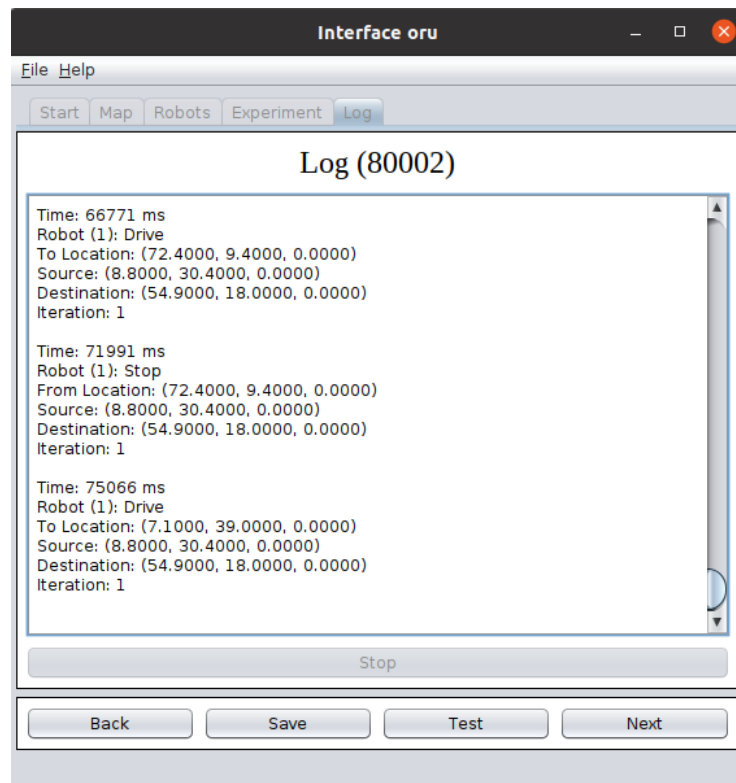 Interface oru
File Help
Start Map Robots Experiment Log
Log (80002)
Time: 66771 ms
Robot (1): Drive
To Location: (72.4000, 9.4000, 0.0000)
Source: (8.8000, 30.4000, 0.0000)
Destination: (54.9000, 18.0000, 0.0000)
Iteration: 1
Time: 71991 ms
Robot (1): Stop
From Location: (72.4000, 9.4000, 0.0000)
Source: (8.8000, 30.4000, 0.0000)
Destination: (54.9000, 18.0000, 0.0000)
Iteration: 1
Time: 75066 ms
Robot (1): Drive
To Location: (7.1000, 39.0000, 0.0000)
Source: (8.8000, 30.4000, 0.0000)
Destination: (54.9000, 18.0000, 0.0000)
Iteration: 1
Stop
Back Save Test Next